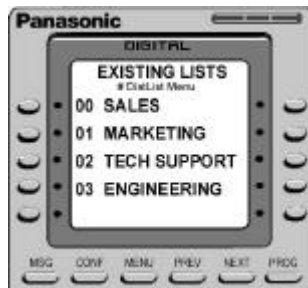 Panasonic
DIGITAL
EXISTING LISTS
# DistList Menu
00 SALES
01 MARKETING
02 TECH SUPPORT
03 ENGINEERING
MSG CONF MENU PREV NEXT PROG